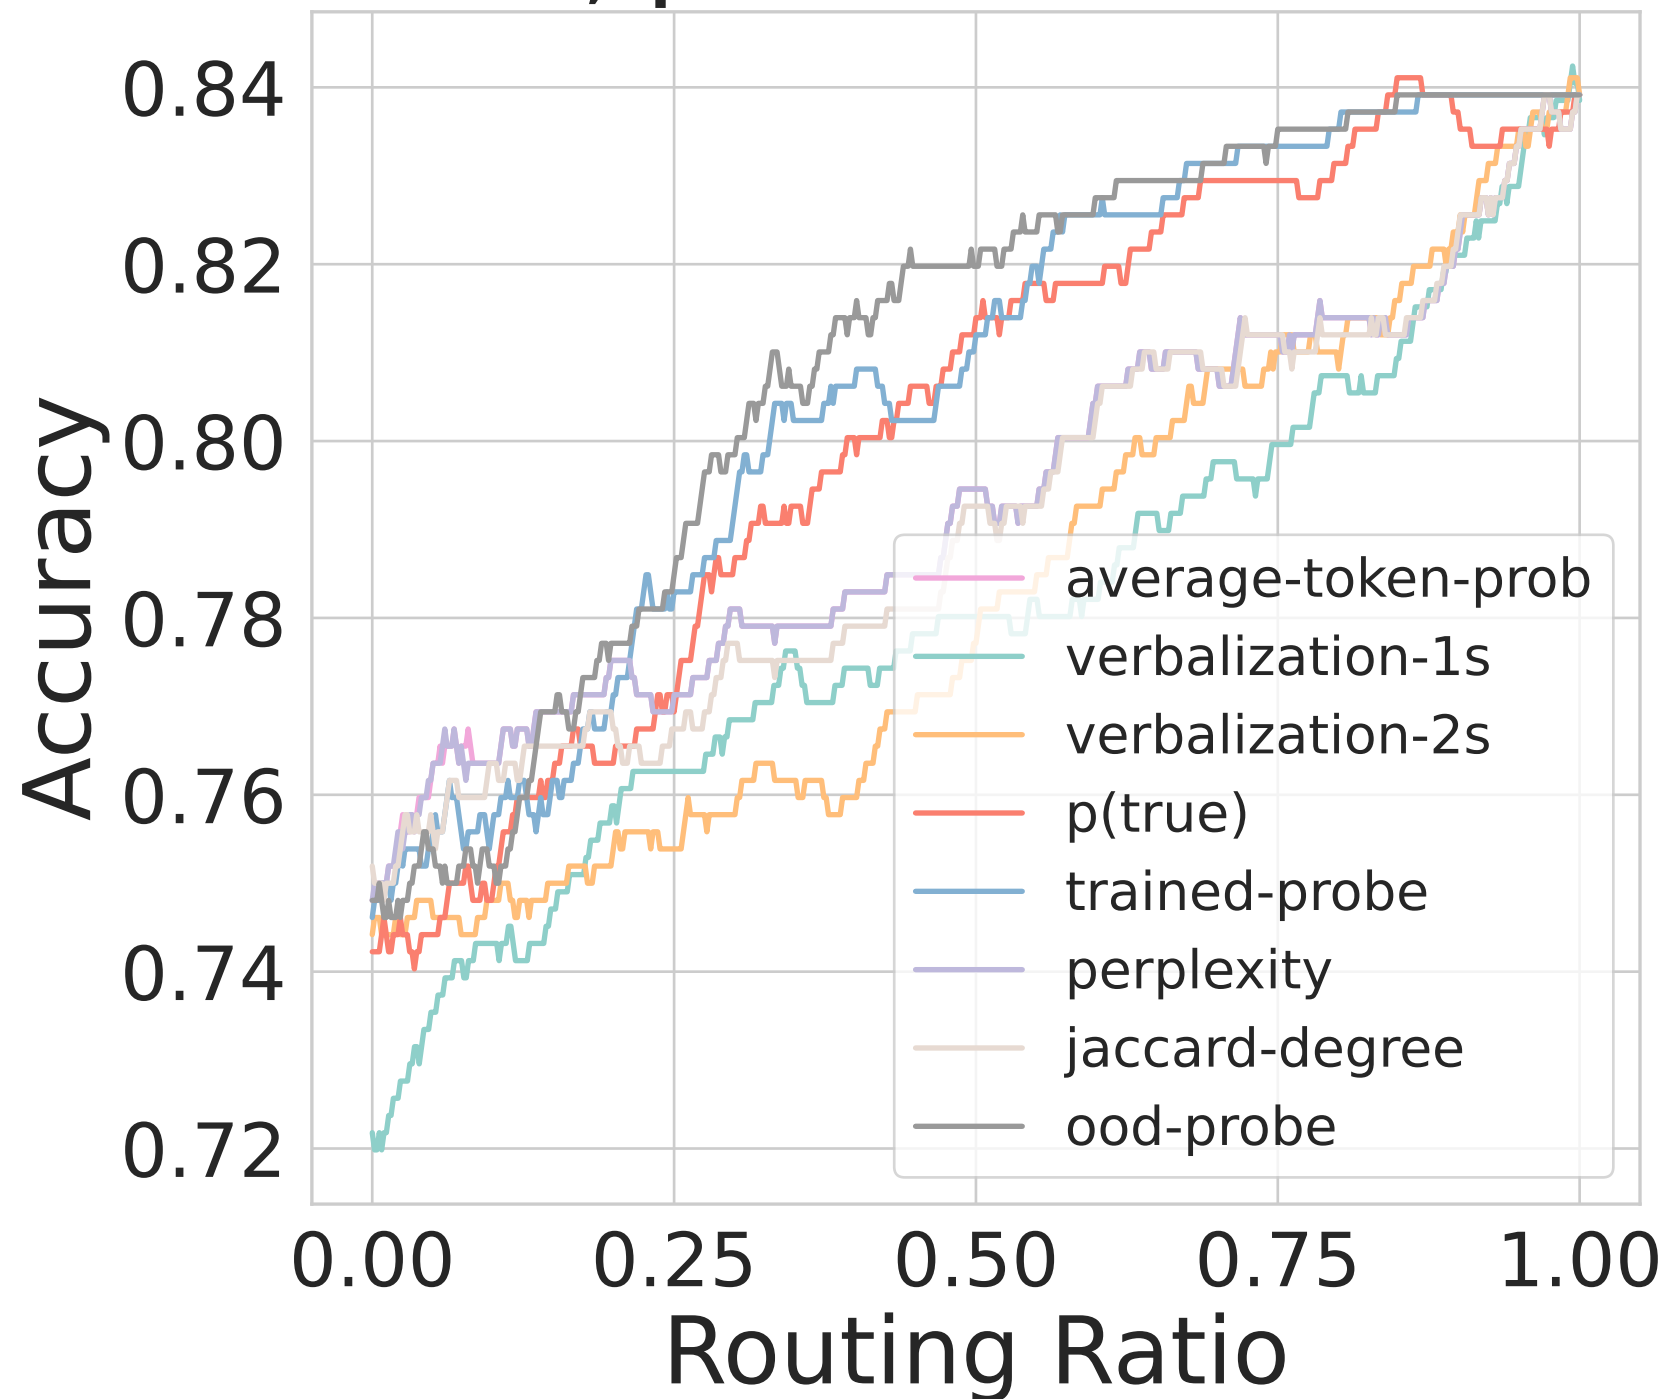 0.84
0.82
0.80
0.78
0.76
0.74
0.72
Accuracy
average-token-prob
verbalization-1s
verbalization-2s
p(true)
trained-probe
perplexity
jaccard-degree
ood-probe
0.00 0.25 0.50 0.75 1.00
Routing Ratio